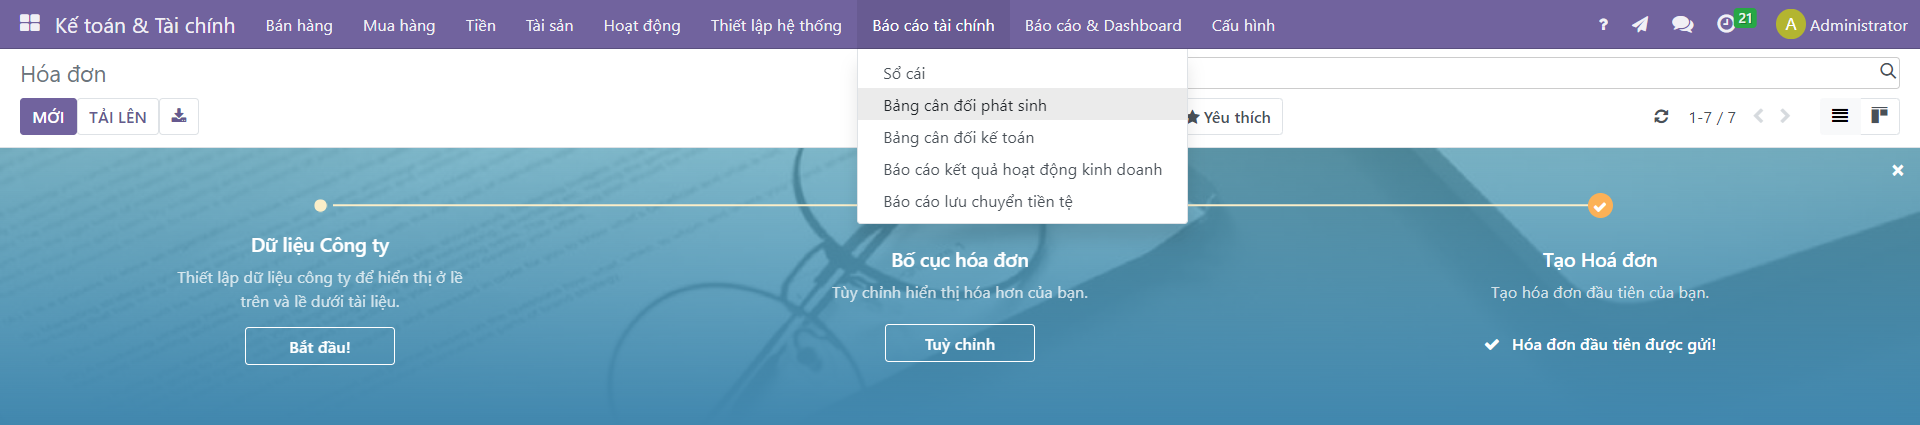 Kế toán & Tài chính Bán hàng Mua hàng Tiền Tài sản Hoạt động Thiết lập hệ thống Báo cáo tài chính Báo cáo & Dashboard Cấu hình ? 21 A Administrator
Hóa đơn
Sổ cái
Bảng cân đối phát sinh
Bảng cân đối kế toán
Báo cáo kết quả hoạt động kinh doanh
Báo cáo lưu chuyển tiền tệ
MỚI TẢI LÊN Yêu thích 1-7 / 7
Dữ liệu Công ty
Thiết lập dữ liệu công ty để hiển thị ở lề
trên và lề dưới tài liệu.
Bắt đầu!
Bố cục hóa đơn
Tùy chỉnh hiển thị hóa hơn của bạn.
Tuỳ chỉnh
Tạo Hoá đơn
Tạo hóa đơn đầu tiên của bạn.
Hóa đơn đầu tiên được gửi!